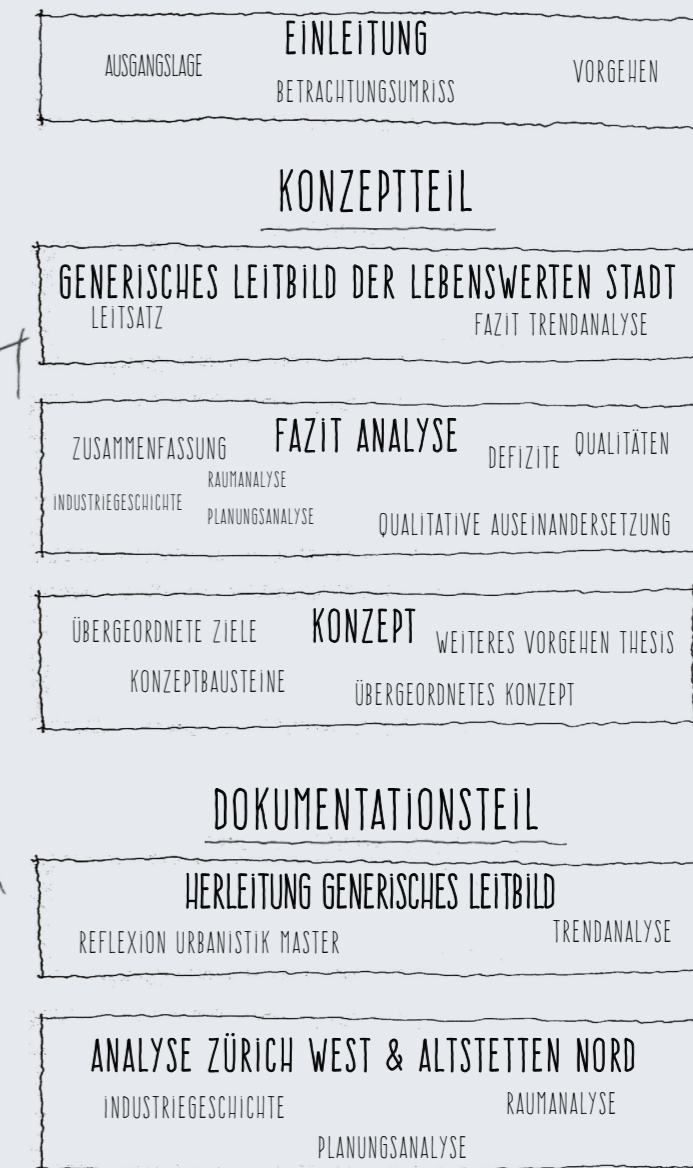 EINLEITUNG
AUSGANGSLAGE
BETRACHTUNGSUMRISS
VORGEHEN
KONZEPTTEIL
GENERISCHES LEITBILD DER LEBENSWERTEN STADT
LEITSATZ
FAZIT TRENDANALYSE
FAZIT ANALYSE
ZUSAMMENFASSUNG
DEFIZITE
QUALITÄTEN
RAUMANALYSE
INDUSTRIEGESCHICHTE
PLANUNGSANALYSE
QUALITATIVE AUSEINANDERSETZUNG
KONZEPT
ÜBERGEORDNETE ZIELE
WEITERES VORGEHEN THESIS
KONZEPTBAUSTEINE
ÜBERGEORDNETES KONZEPT
DOKUMENTATIONSTEIL
HERLEITUNG GENERISCHES LEITBILD
REFLEXION URBANISTIK MASTER
TRENDANALYSE
ANALYSE ZÜRICH WEST & ALTSTETTEN NORD
INDUSTRIEGESCHICHTE
RAUMANALYSE
PLANUNGSANALYSE